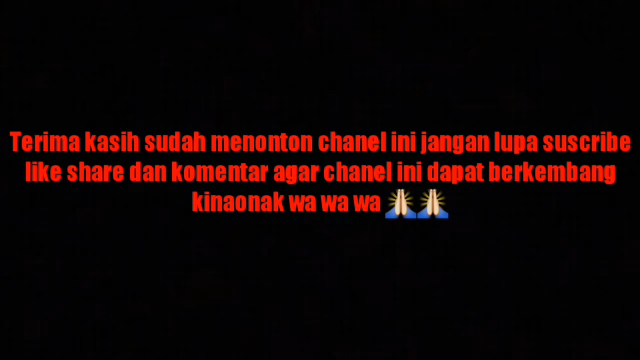 Terima kasih sudah menonton chanel ini jangan lupa suscribe
like share dan komentar agar chanel ini dapat berkembang
kinaonak wa wa wa 🙏🙏